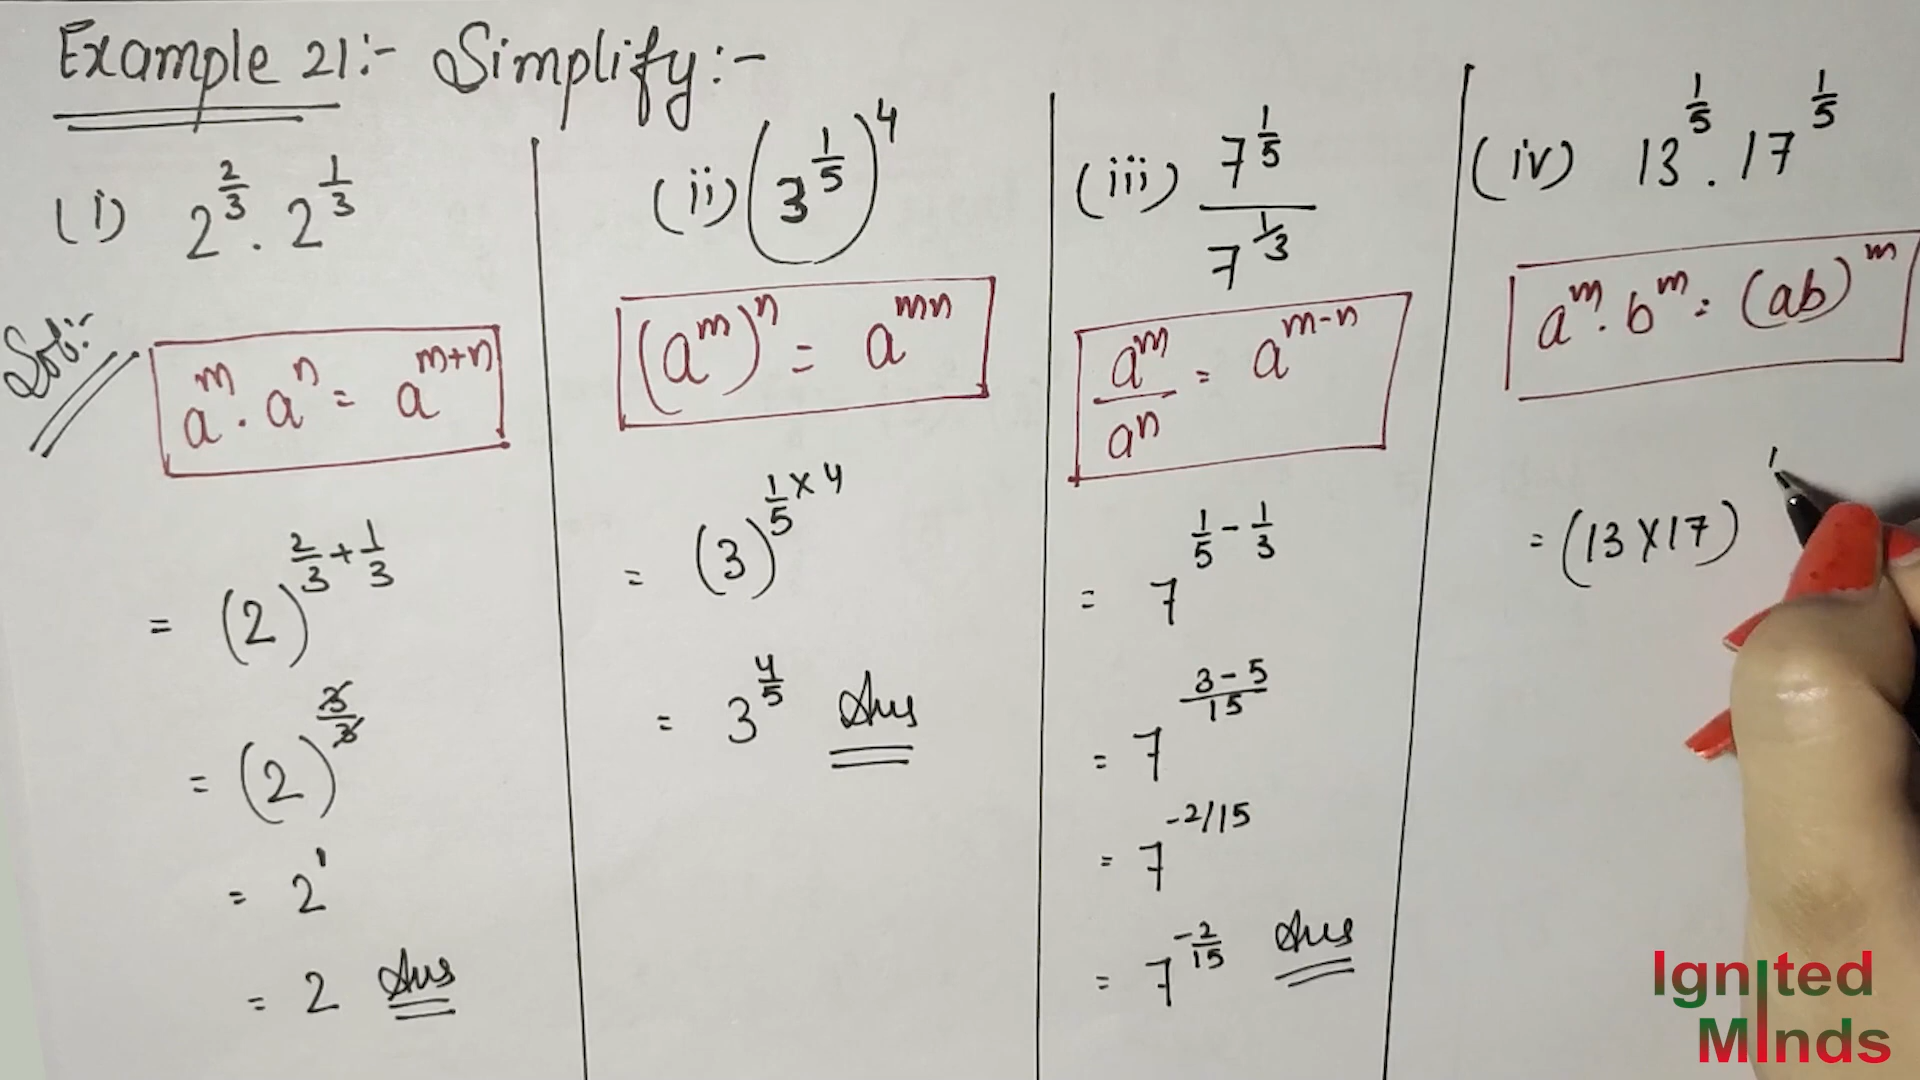 Example 21:- Simplify:-
(i) 2^(2/3) . 2^(1/3)
Sol:-
a^m . a^n = a^(m+n)
= (2)^(2/3 + 1/3)
= (2)^(3/3)
= 2^1
= 2 Ans
(ii) (3^(1/5))^4
(a^m)^n = a^(mn)
= (3)^(1/5 × 4)
= 3^(4/5) Ans
(iii) 7^(1/5) / 7^(1/3)
a^m / a^n = a^(m-n)
= 7^(1/5 - 1/3)
= 7^((3-5)/15)
= 7^(-2/15)
= 7^(-2/15) Ans
(iv) 13^(1/5) . 17^(1/5)
a^m . b^m = (ab)^m
= (13 × 17)^1
Ignited
Minds